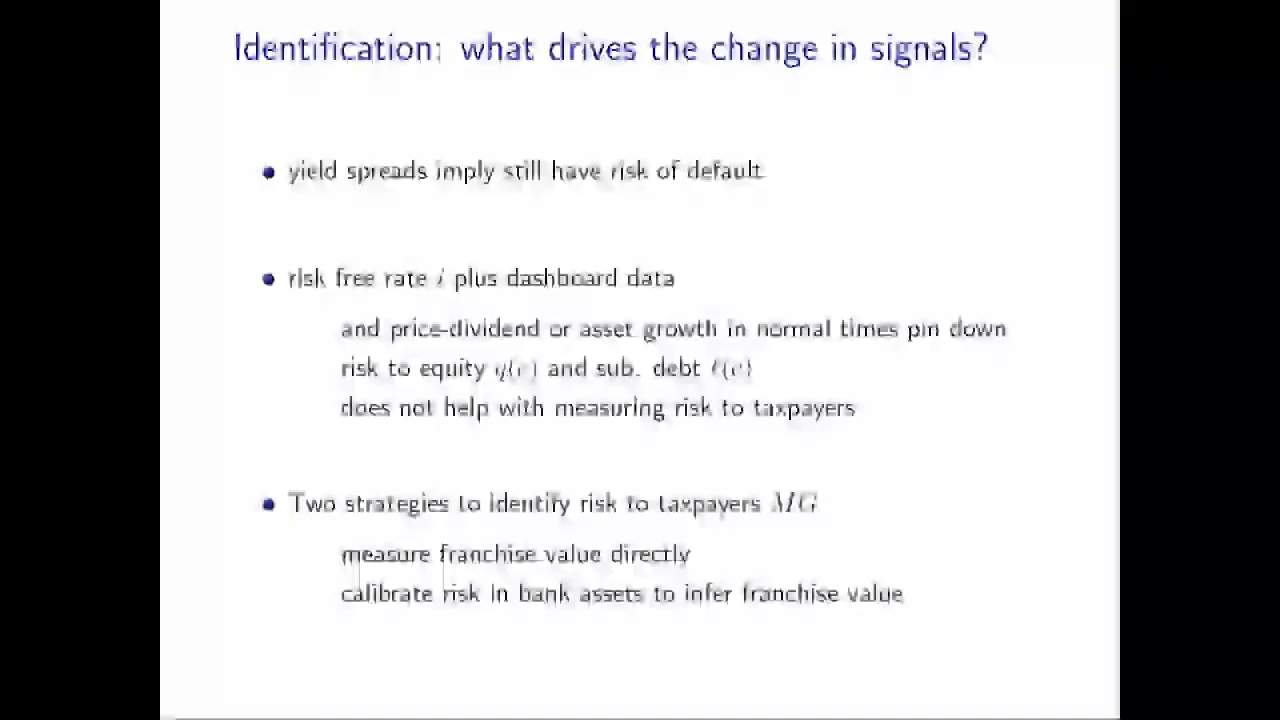 Identification: what drives the change in signals?
yield spreads imply still have risk of default
risk free rate i plus dashboard data
and price-dividend or asset growth in normal times pin down
risk to equity and sub. debt
does not help with measuring risk to taxpayers
Two strategies to identify risk to taxpayers MG
measure franchise value directly
calibrate risk in bank assets to infer franchise value